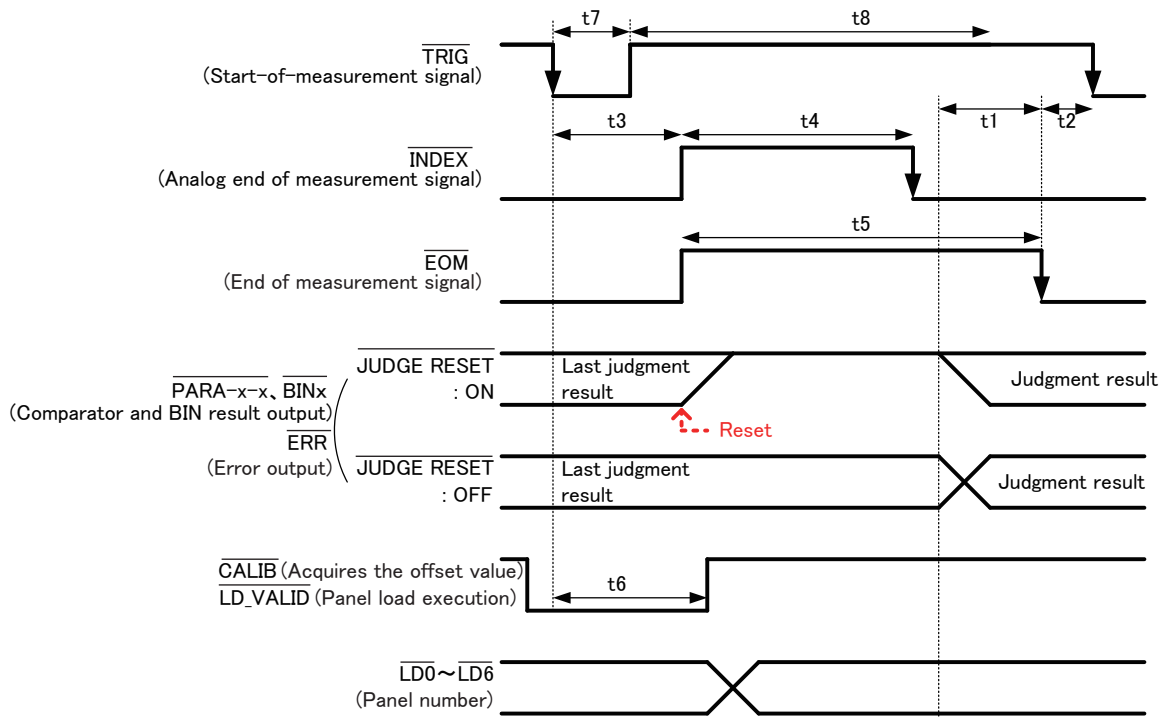 t7
t8
TRIG
(Start-of-measurement signal)
t1
t2
t3
t4
INDEX
(Analog end of measurement signal)
t5
EOM
(End of measurement signal)
PARA-x-x、BINx
(Comparator and BIN result output)
ERR
(Error output)
JUDGE RESET
: ON
Last judgment
result
Judgment result
Reset
JUDGE RESET
: OFF
Last judgment
result
Judgment result
CALIB (Acquires the offset value)
LD_VALID (Panel load execution)
t6
LD0～LD6
(Panel number)